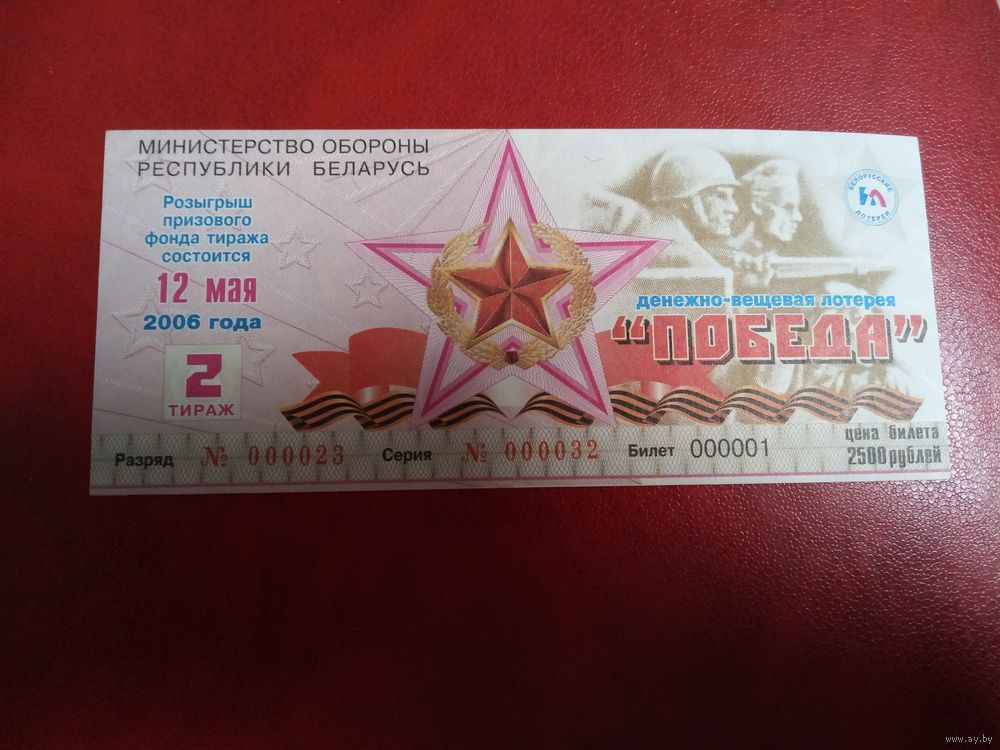 МИНИСТЕРСТВО ОБОРОНЫ
РЕСПУБЛИКИ БЕЛАРУСЬ
Розыгрыш
призового
фонда тиража
состоится
12 мая
2006 года
2
ТИРАЖ
БЕЛОРУССКИЕ
ЛОТЕРЕИ
денежно-вещевая лотерея
"ПОБЕДА"
Разряд № 000023 Серия № 000032 Билет 000001
цена билета
2500 рублей
www.ay.by